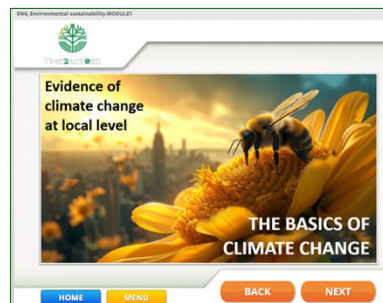 ENG_Environmental sustainability.MODULE1
TIME2ACT@SD
Evidence of
climate change
at local level
THE BASICS OF
CLIMATE CHANGE
HOME
MENU
BACK
NEXT